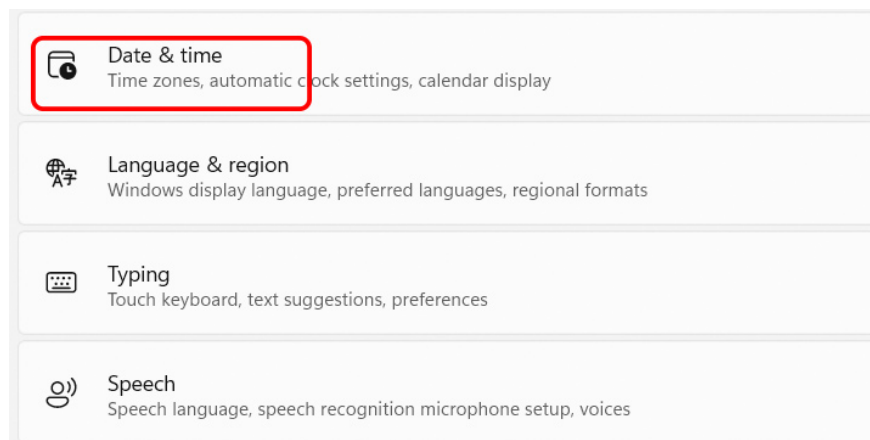 Date & time
Time zones, automatic clock settings, calendar display
Language & region
Windows display language, preferred languages, regional formats
Typing
Touch keyboard, text suggestions, preferences
Speech
Speech language, speech recognition microphone setup, voices